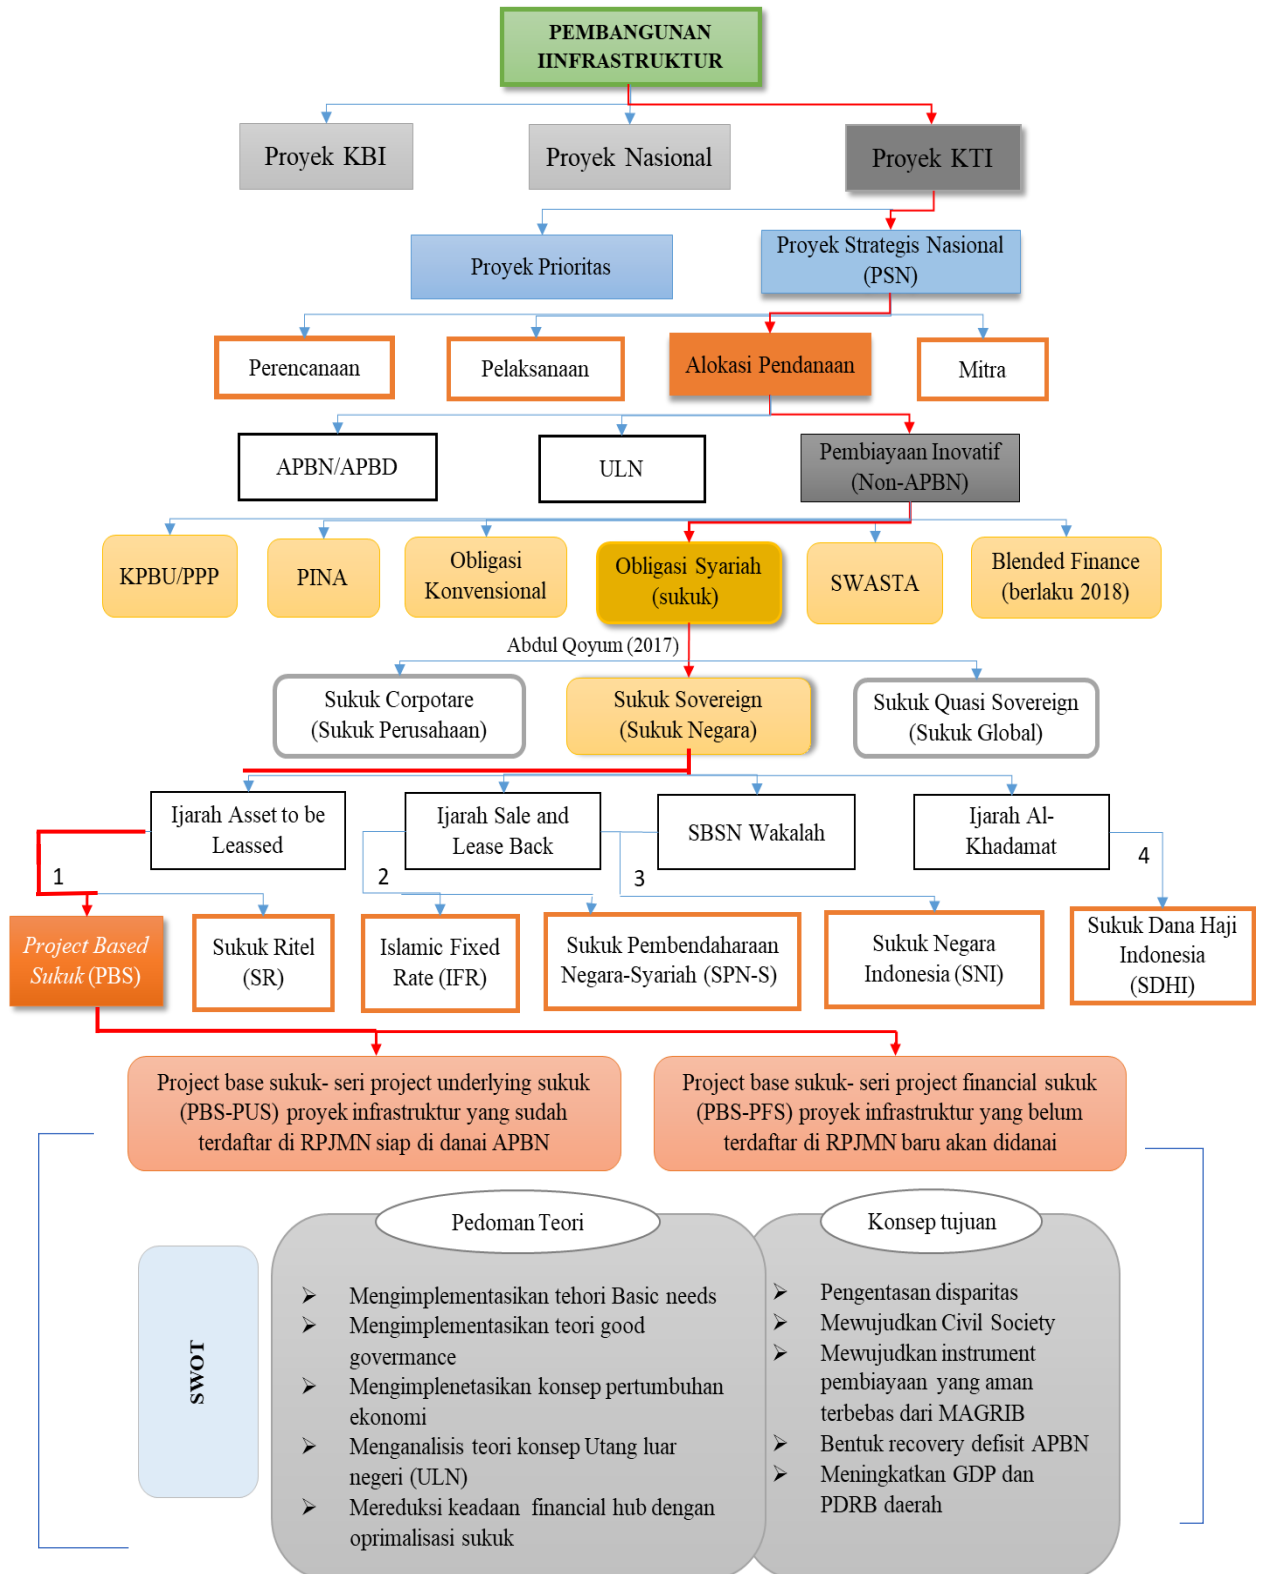 PEMBANGUNAN
IINFRASTRUKTUR
Proyek KBI
Proyek Nasional
Proyek KTI
Proyek Prioritas
Proyek Strategis Nasional
(PSN)
Perencanaan
Pelaksanaan
Alokasi Pendanaan
Mitra
APBN/APBD
ULN
Pembiayaan Inovatif
(Non-APBN)
KPBU/PPP
PINA
Obligasi
Konvensional
Obligasi Syariah
(sukuk)
SWASTA
Blended Finance
(berlaku 2018)
Abdul Qoyum (2017)
Sukuk Corpotare
(Sukuk Perusahaan)
Sukuk Sovereign
(Sukuk Negara)
Sukuk Quasi Sovereign
(Sukuk Global)
Ijarah Asset to be
Leassed
Ijarah Sale and
Lease Back
SBSN Wakalah
Ijarah Al-
Khadamat
1
2
3
4
Project Based
Sukuk (PBS)
Sukuk Ritel
(SR)
Islamic Fixed
Rate (IFR)
Sukuk Pembendaharaan
Negara-Syariah (SPN-S)
Sukuk Negara
Indonesia (SNI)
Sukuk Dana Haji
Indonesia
(SDHI)
Project base sukuk- seri project underlying sukuk
(PBS-PUS) proyek infrastruktur yang sudah
terdaftar di RPJMN siap di danai APBN
Project base sukuk- seri project financial sukuk
(PBS-PFS) proyek infrastruktur yang belum
terdaftar di RPJMN baru akan didanai
SWOT
Pedoman Teori
➢ Mengimplementasikan tehori Basic needs
➢ Mengimplementasikan teori good
govermance
➢ Mengimplenetasikan konsep pertumbuhan
ekonomi
➢ Menganalisis teori konsep Utang luar
negeri (ULN)
➢ Mereduksi keadaan financial hub dengan
oprimalisasi sukuk
Konsep tujuan
➢ Pengentasan disparitas
➢ Mewujudkan Civil Society
➢ Mewujudkan instrument
pembiayaan yang aman
terbebas dari MAGRIB
➢ Bentuk recovery defisit APBN
➢ Meningkatkan GDP dan
PDRB daerah